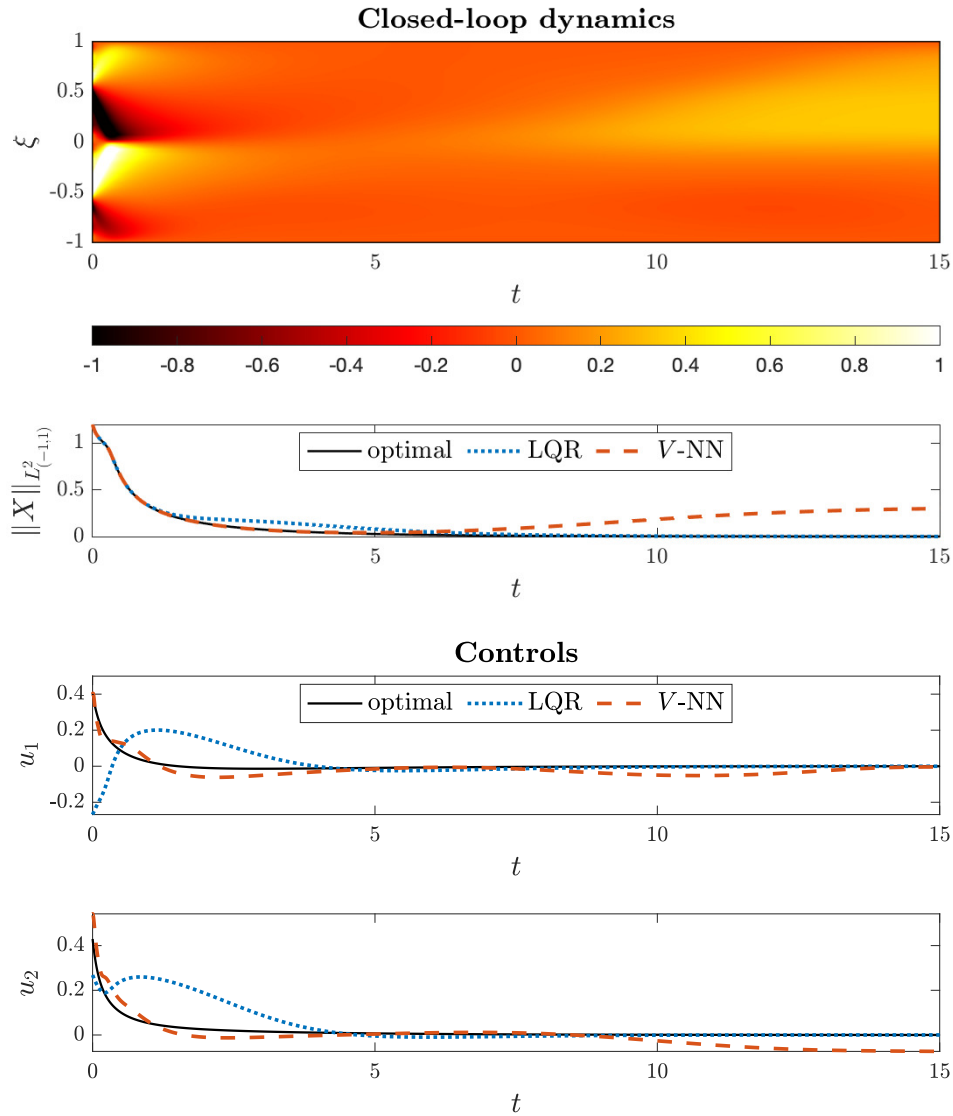 Closed-loop dynamics
1
0.5
0
-0.5
-1
ξ
0 5 10 15
t
-1 -0.8 -0.6 -0.4 -0.2 0 0.2 0.4 0.6 0.8 1
1
0.5
0
||X||_{L^2_{(-1,1)}}
optimal LQR V-NN
0 5 10 15
t
Controls
0.4
0.2
0
-0.2
u_1
optimal LQR V-NN
0 5 10 15
t
0.4
0.2
0
u_2
0 5 10 15
t